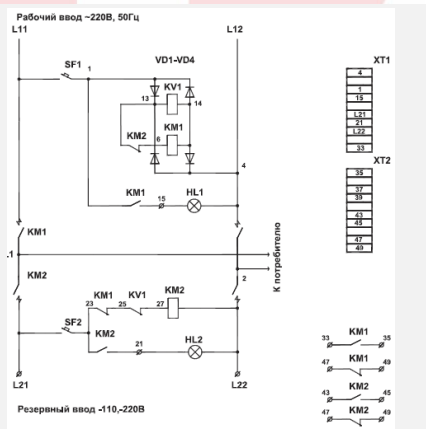 Рабочий ввод ~220В, 50Гц
L11
L12
SF1
1
VD1-VD4
KV1
13
14
KM2
KM1
6
4
KM1
15
HL1
KM1
.1
KM2
К потребителю
2
KM1
KV1
KM2
23
25
27
SF2
KM2
21
HL2
L21
L22
Резервный ввод -110,-220В
XT1
4
1
15
L21
21
L22
33
XT2
35
37
39
43
45
47
49
KM1
33
35
KM1
47
49
KM2
43
45
KM2
47
49